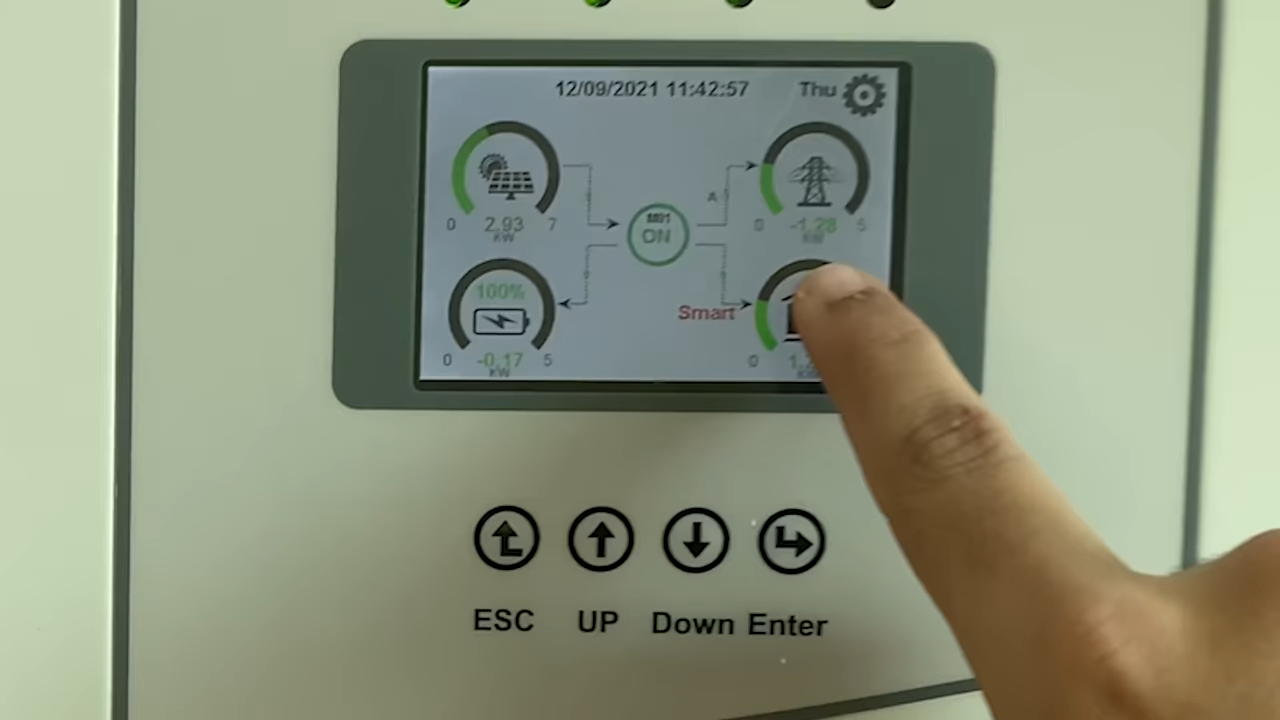 12/09/2021 11:42:57 Thu
0 2.93 7
KW
A
0 -1.28 5
KW
ON
100%
0 -0.17 5
KW
Smart
0
ESC UP Down Enter